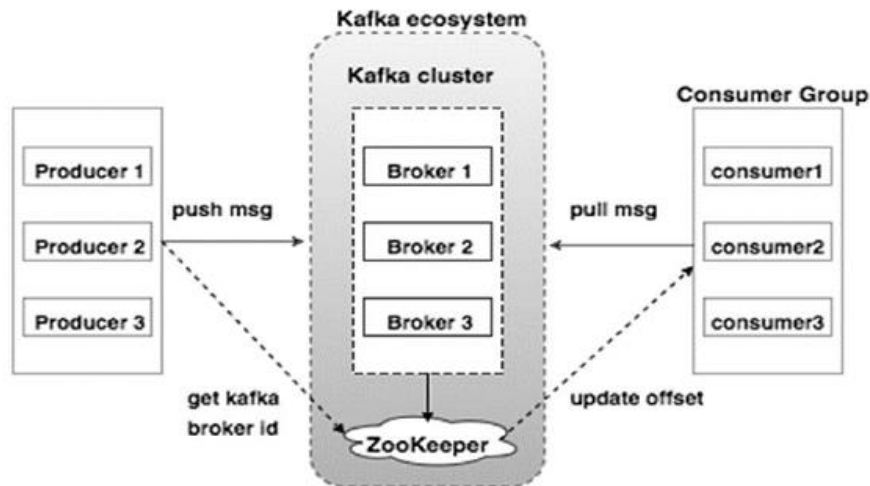 Kafka ecosystem
Kafka cluster
Consumer Group
Producer 1
Broker 1
consumer1
push msg
pull msg
Producer 2
Broker 2
consumer2
Producer 3
Broker 3
consumer3
get kafka
broker id
update offset
ZooKeeper